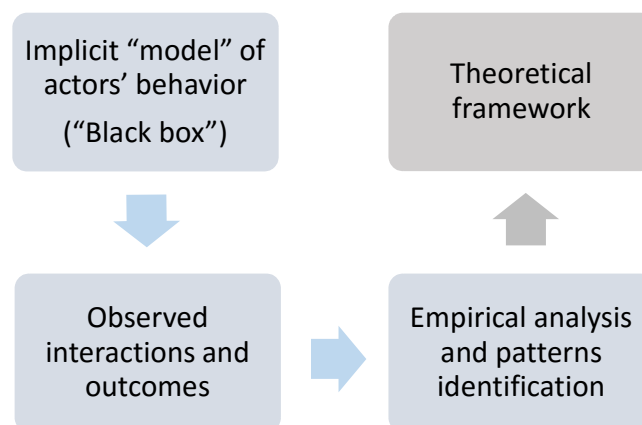 Implicit “model” of
actors’ behavior
(“Black box”)
Theoretical
framework
Observed
interactions and
outcomes
Empirical analysis
and patterns
identification